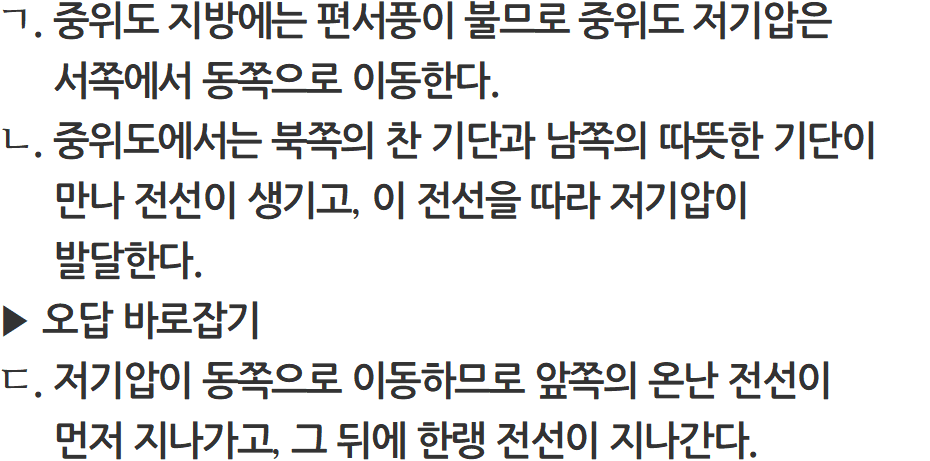 ㄱ. 중위도 지방에는 편서풍이 불므로 중위도 저기압은
서쪽에서 동쪽으로 이동한다.
ㄴ. 중위도에서는 북쪽의 찬 기단과 남쪽의 따뜻한 기단이
만나 전선이 생기고, 이 전선을 따라 저기압이
발달한다.
▶ 오답 바로잡기
ㄷ. 저기압이 동쪽으로 이동하므로 앞쪽의 온난 전선이
먼저 지나가고, 그 뒤에 한랭 전선이 지나간다.